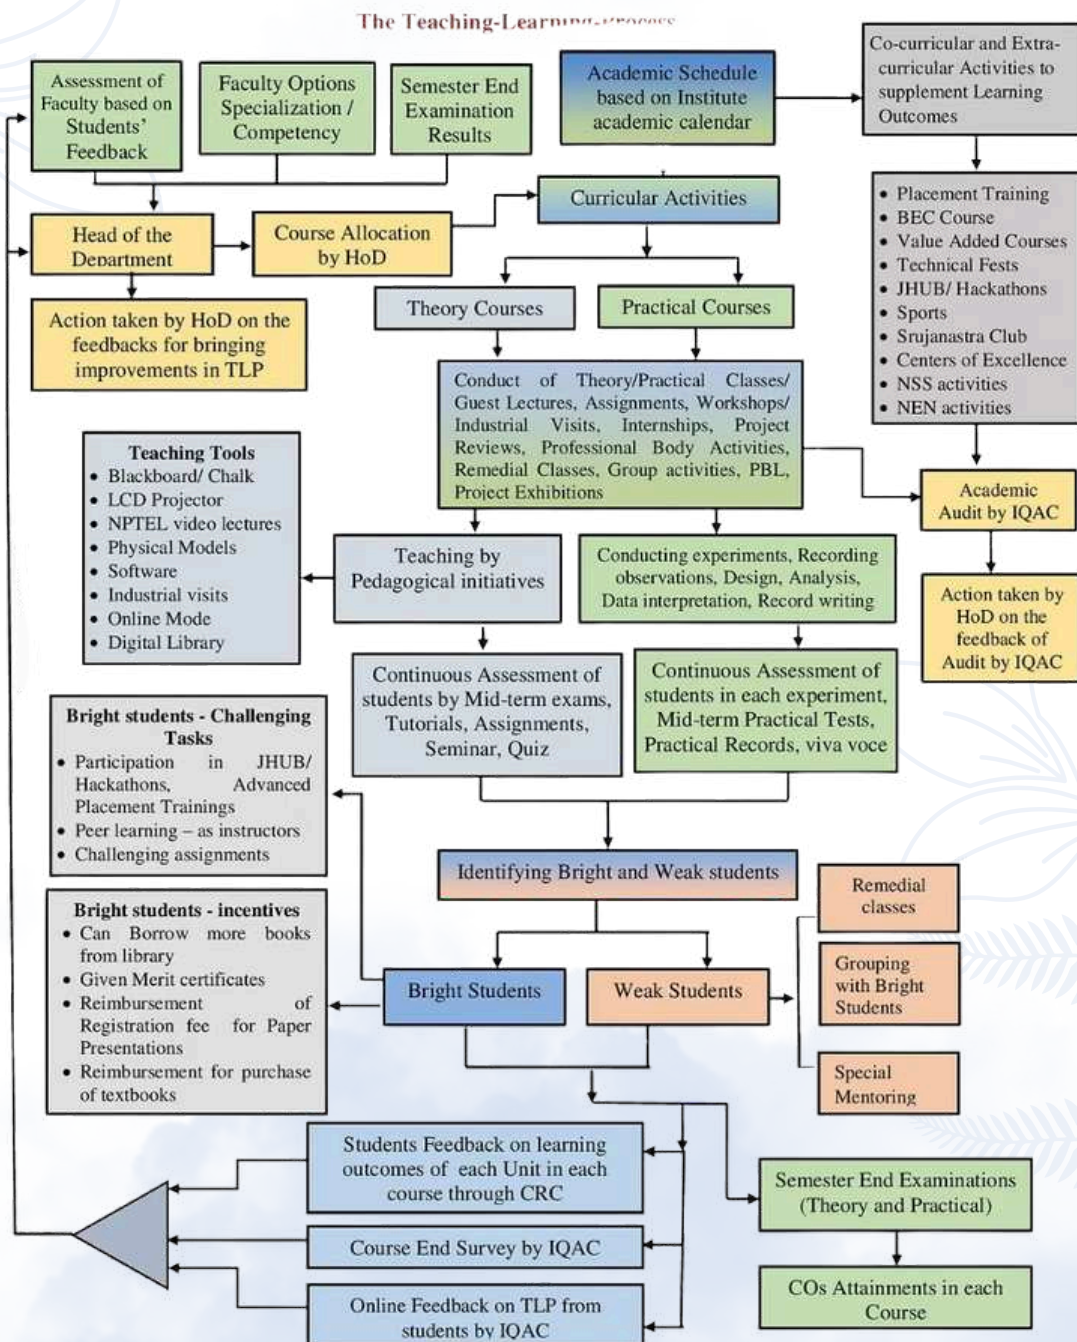 The Teaching-Learning-Process
Assessment of
Faculty based on
Students'
Feedback
Faculty Options
Specialization /
Competency
Semester End
Examination
Results
Academic Schedule
based on Institute
academic calendar
Co-curricular and Extra-
curricular Activities to
supplement Learning
Outcomes
Head of the
Department
Course Allocation
by HoD
Curricular Activities
• Placement Training
• BEC Course
• Value Added Courses
• Technical Fests
• JHUB/ Hackathons
• Sports
• Srujanastra Club
• Centers of Excellence
• NSS activities
• NEN activities
Action taken by HoD on the
feedbacks for bringing
improvements in TLP
Theory Courses
Practical Courses
Conduct of Theory/Practical Classes/
Guest Lectures, Assignments, Workshops/
Industrial Visits, Internships, Project
Reviews, Professional Body Activities,
Remedial Classes, Group activities, PBL,
Project Exhibitions
Teaching Tools
• Blackboard/ Chalk
• LCD Projector
• NPTEL video lectures
• Physical Models
• Software
• Industrial visits
• Online Mode
• Digital Library
Academic
Audit by IQAC
Teaching by
Pedagogical initiatives
Conducting experiments, Recording
observations, Design, Analysis,
Data interpretation, Record writing
Action taken by
HoD on the
feedback of
Audit by IQAC
Continuous Assessment of
students by Mid-term exams,
Tutorials, Assignments,
Seminar, Quiz
Continuous Assessment of
students in each experiment,
Mid-term Practical Tests,
Practical Records, viva voce
Bright students - Challenging
Tasks
• Participation in JHUB/
Hackathons, Advanced
Placement Trainings
• Peer learning – as instructors
• Challenging assignments
Identifying Bright and Weak students
Remedial
classes
Bright students - incentives
• Can Borrow more books
from library
• Given Merit certificates
• Reimbursement of
Registration fee for Paper
Presentations
• Reimbursement for purchase
of textbooks
Bright Students
Weak Students
Grouping
with Bright
Students
Special
Mentoring
Students Feedback on learning
outcomes of each Unit in each
course through CRC
Course End Survey by IQAC
Online Feedback on TLP from
students by IQAC
Semester End Examinations
(Theory and Practical)
COs Attainments in each
Course